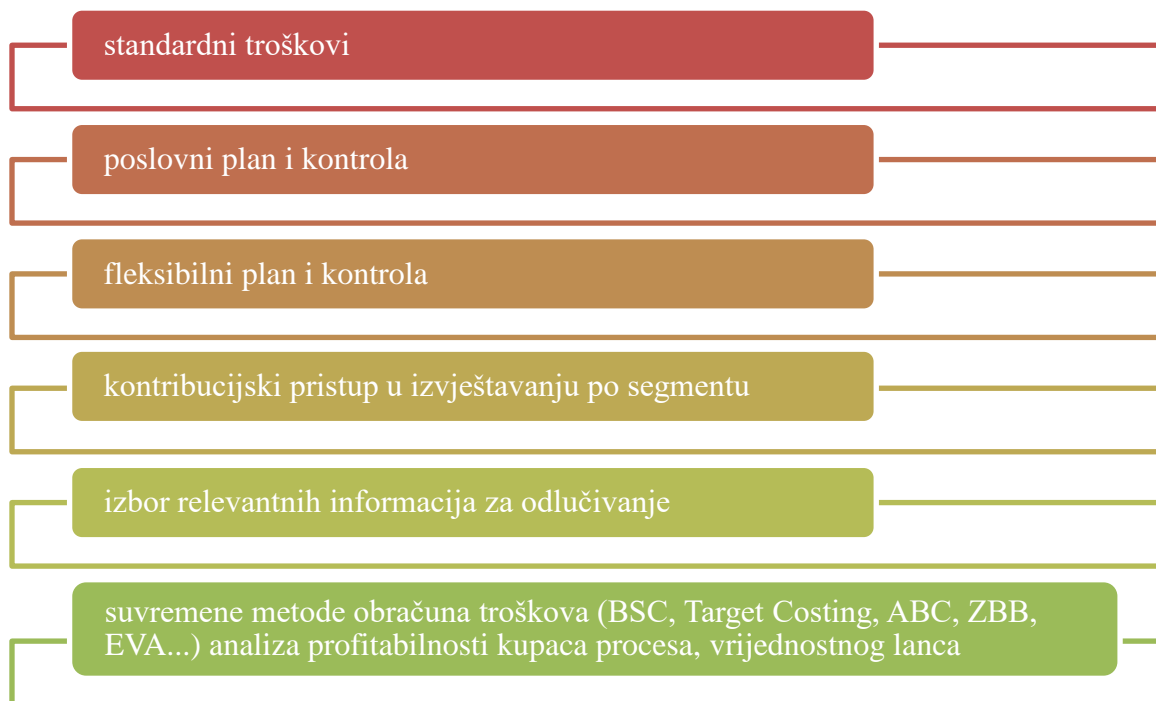 standardni troškovi
poslovni plan i kontrola
fleksibilni plan i kontrola
kontribucijski pristup u izvještavanju po segmentu
izbor relevantnih informacija za odlučivanje
suvremene metode obračuna troškova (BSC, Target Costing, ABC, ZBB,
EVA...) analiza profitabilnosti kupaca procesa, vrijednostnog lanca